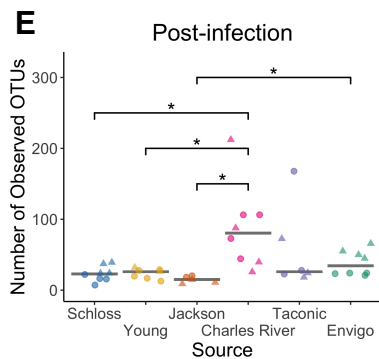 E
Post-infection
Number of Observed OTUs
300
200
100
0
*
*
*
*
Schloss
Young
Jackson
Charles River
Taconic
Envigo
Source